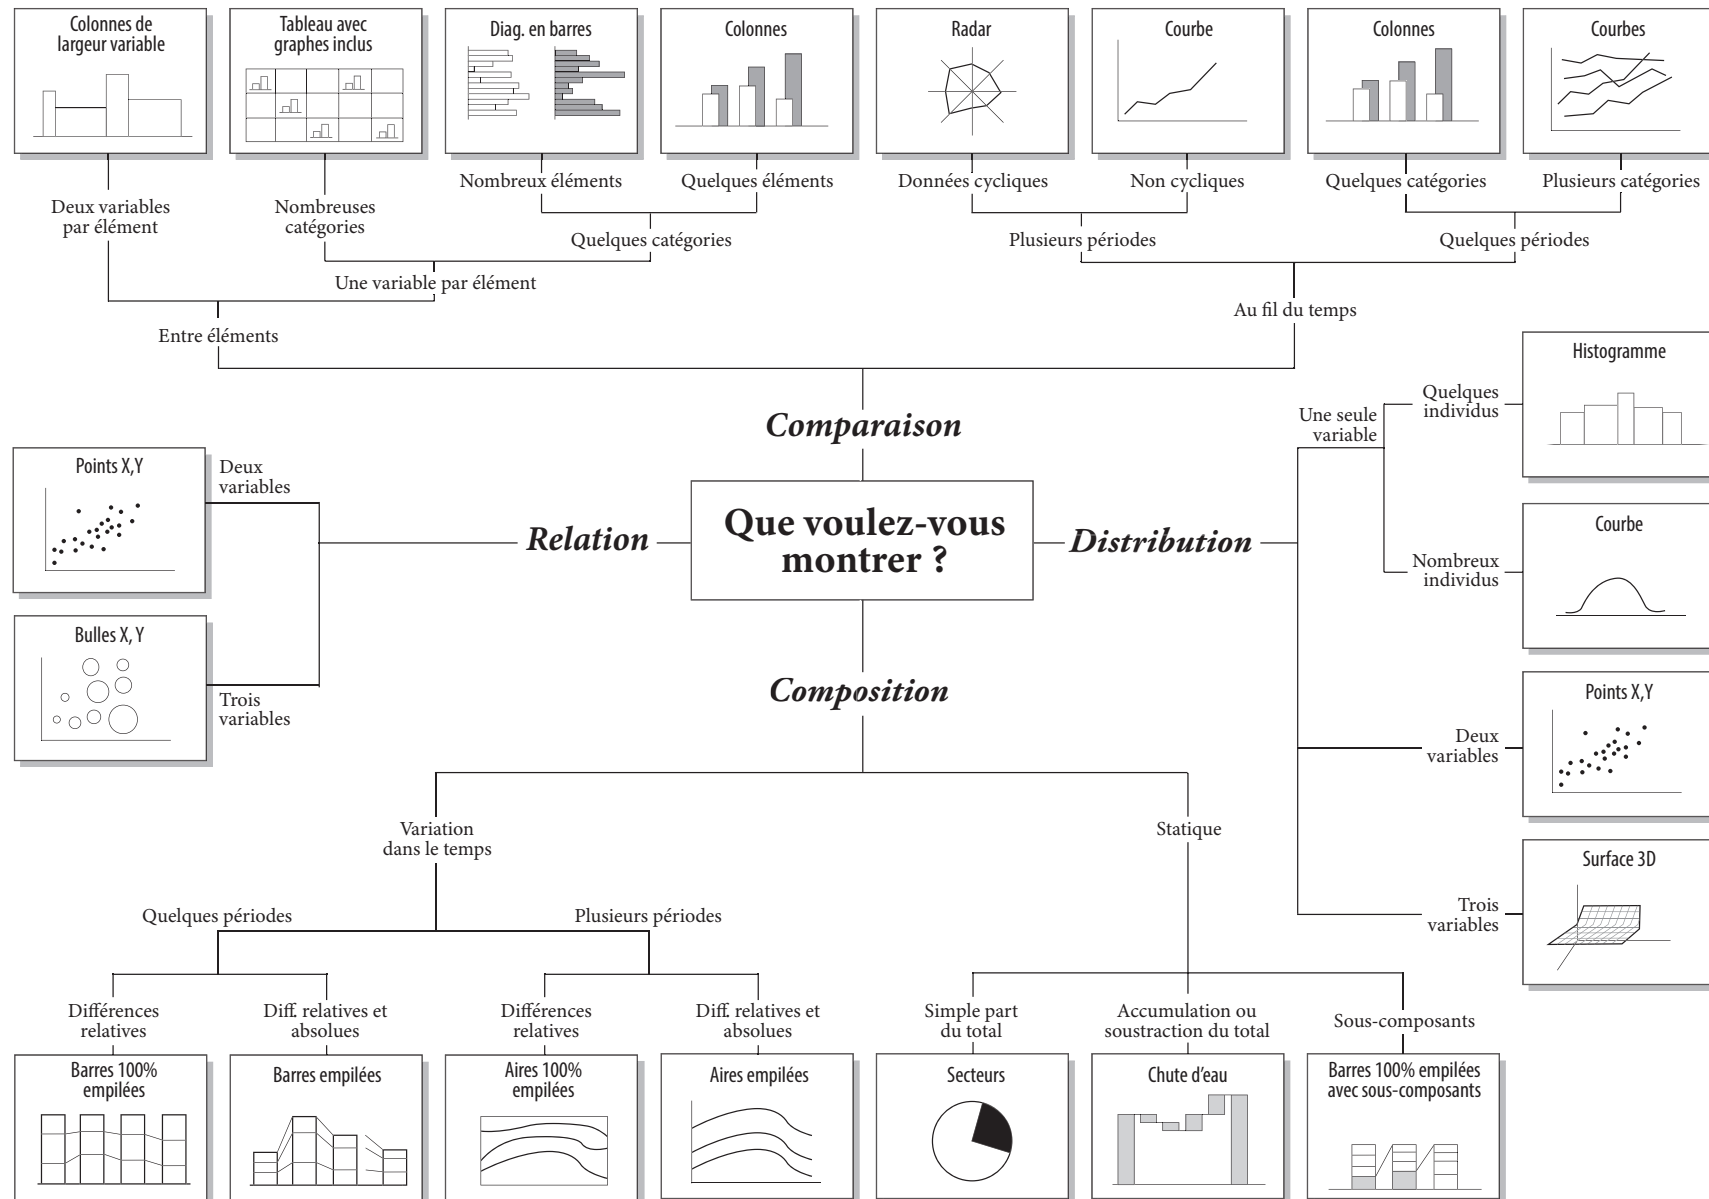 Colonnes de
largeur variable
Tableau avec
graphes inclus
Diag. en barres
Colonnes
Radar
Courbe
Colonnes
Courbes
Nombreux éléments
Quelques éléments
Données cycliques
Non cycliques
Quelques catégories
Plusieurs catégories
Deux variables
par élément
Nombreuses
catégories
Quelques catégories
Plusieurs périodes
Quelques périodes
Une variable par élément
Au fil du temps
Entre éléments
Comparaison
Histogramme
Quelques
individus
Une seule
variable
Points X,Y
Deux
variables
Relation
Que voulez-vous
montrer ?
Distribution
Courbe
Nombreux
individus
Bulles X, Y
Trois
variables
Composition
Points X,Y
Deux
variables
Variation
dans le temps
Statique
Surface 3D
Trois
variables
Quelques périodes
Plusieurs périodes
Différences
relatives
Diff. relatives et
absolues
Différences
relatives
Diff. relatives et
absolues
Simple part
du total
Accumulation ou
soustraction du total
Sous-composants
Barres 100%
empilées
Barres empilées
Aires 100%
empilées
Aires empilées
Secteurs
Chute d'eau
Barres 100% empilées
avec sous-composants